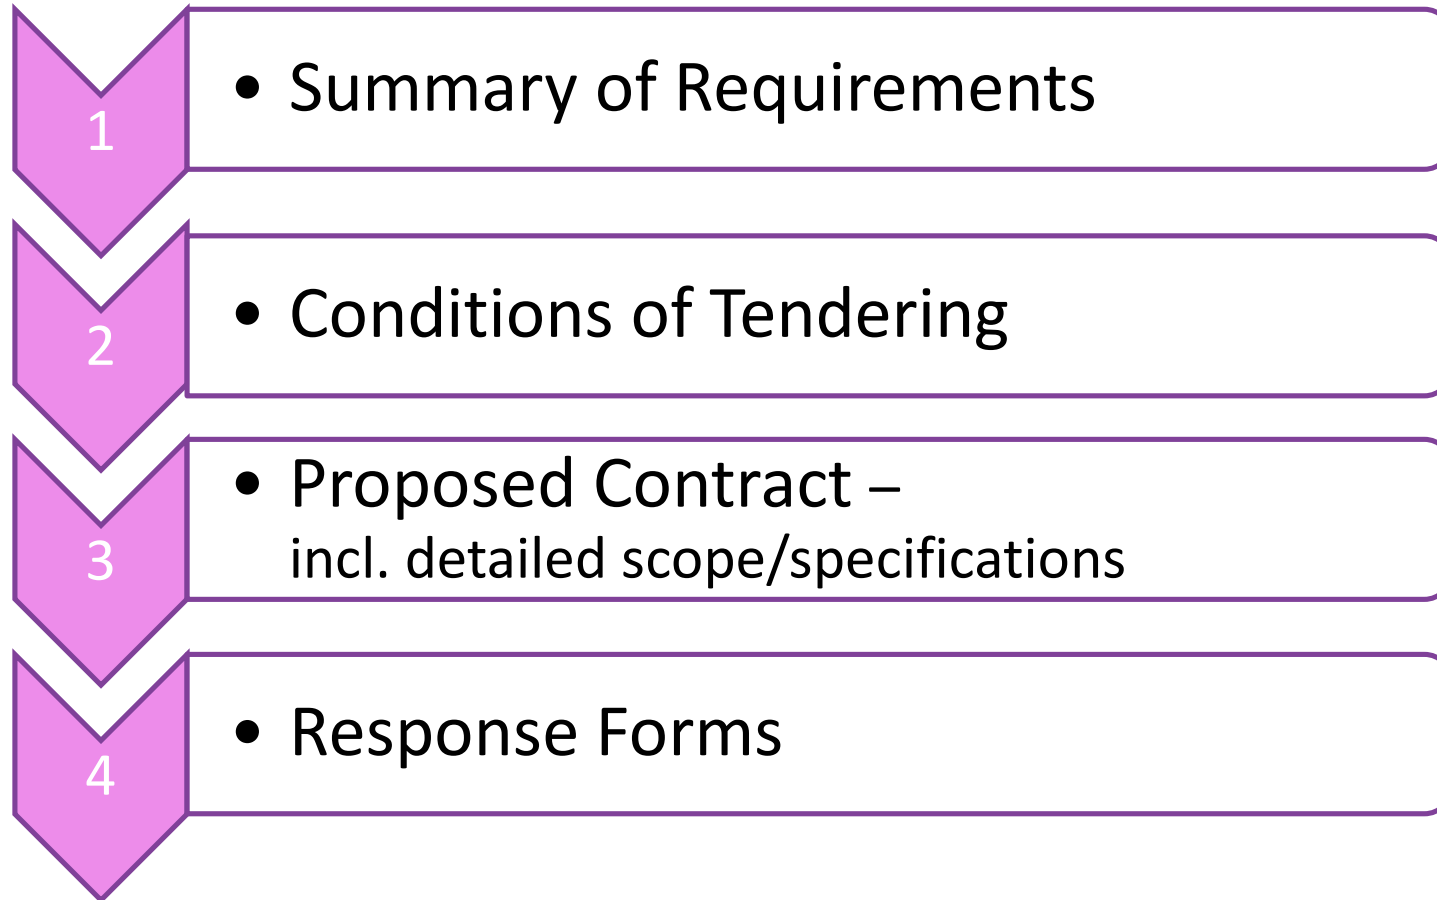 1
• Summary of Requirements
2
• Conditions of Tendering
3
• Proposed Contract –
incl. detailed scope/specifications
4
• Response Forms